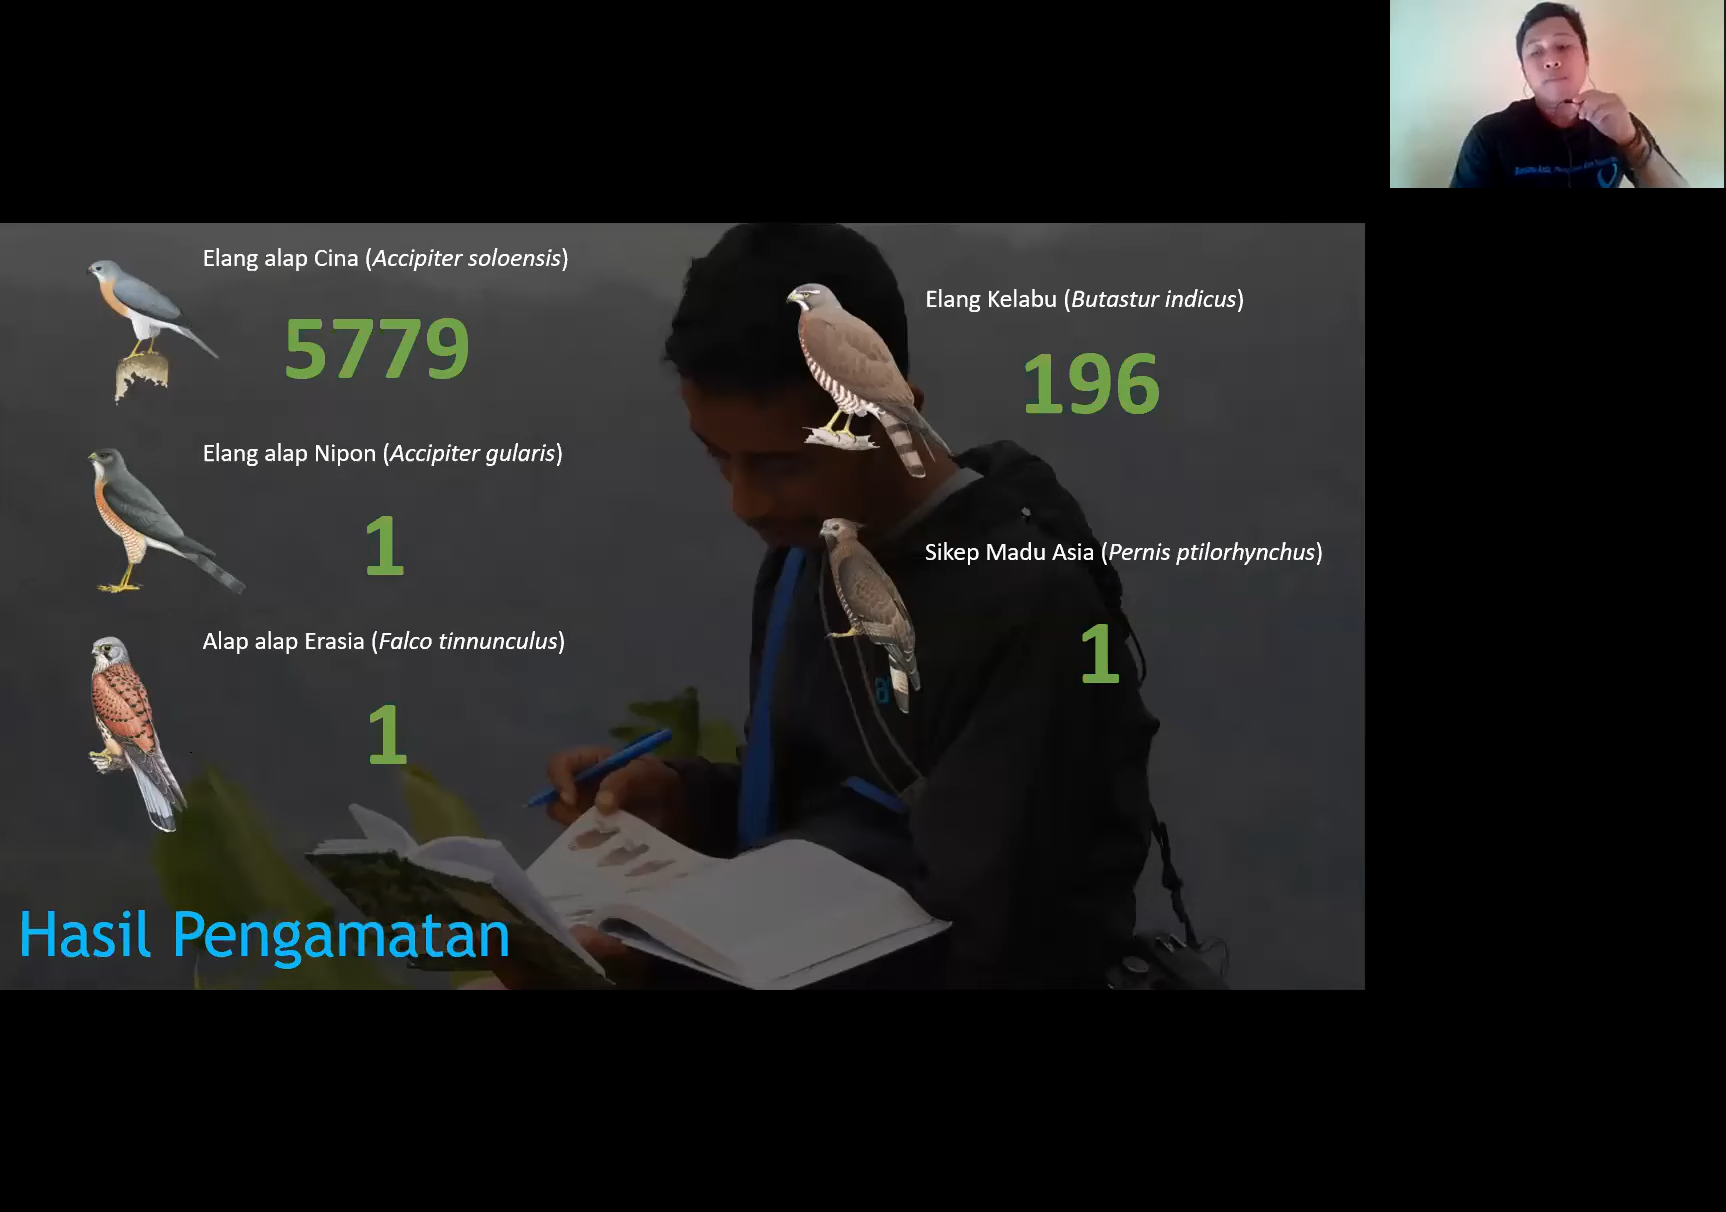 Elang alap Cina (Accipiter soloensis)
5779
Elang alap Nipon (Accipiter gularis)
1
Alap alap Erasia (Falco tinnunculus)
1
Elang Kelabu (Butastur indicus)
196
Sikep Madu Asia (Pernis ptilorhynchus)
1
Hasil Pengamatan